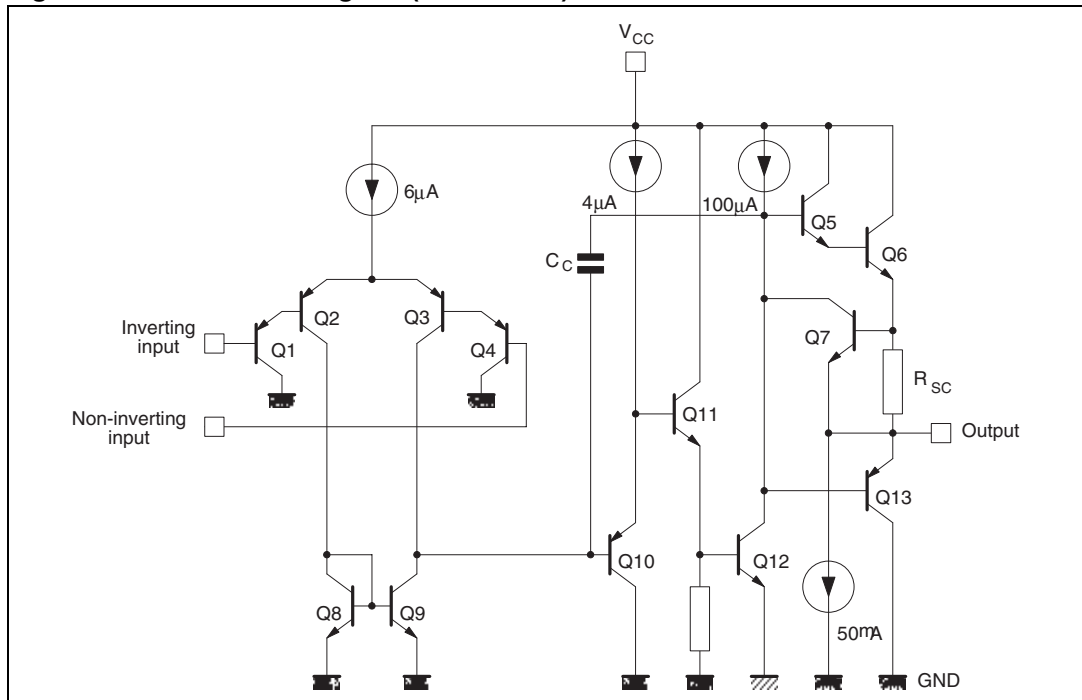 V_CC
6µA
4µA
100µA
Q5
Q6
C_C
Q2
Q3
Inverting
input
Q1
Q4
Q7
R_SC
Non-inverting
input
Q11
Output
Q13
Q10
Q12
Q8
Q9
50mA
GND